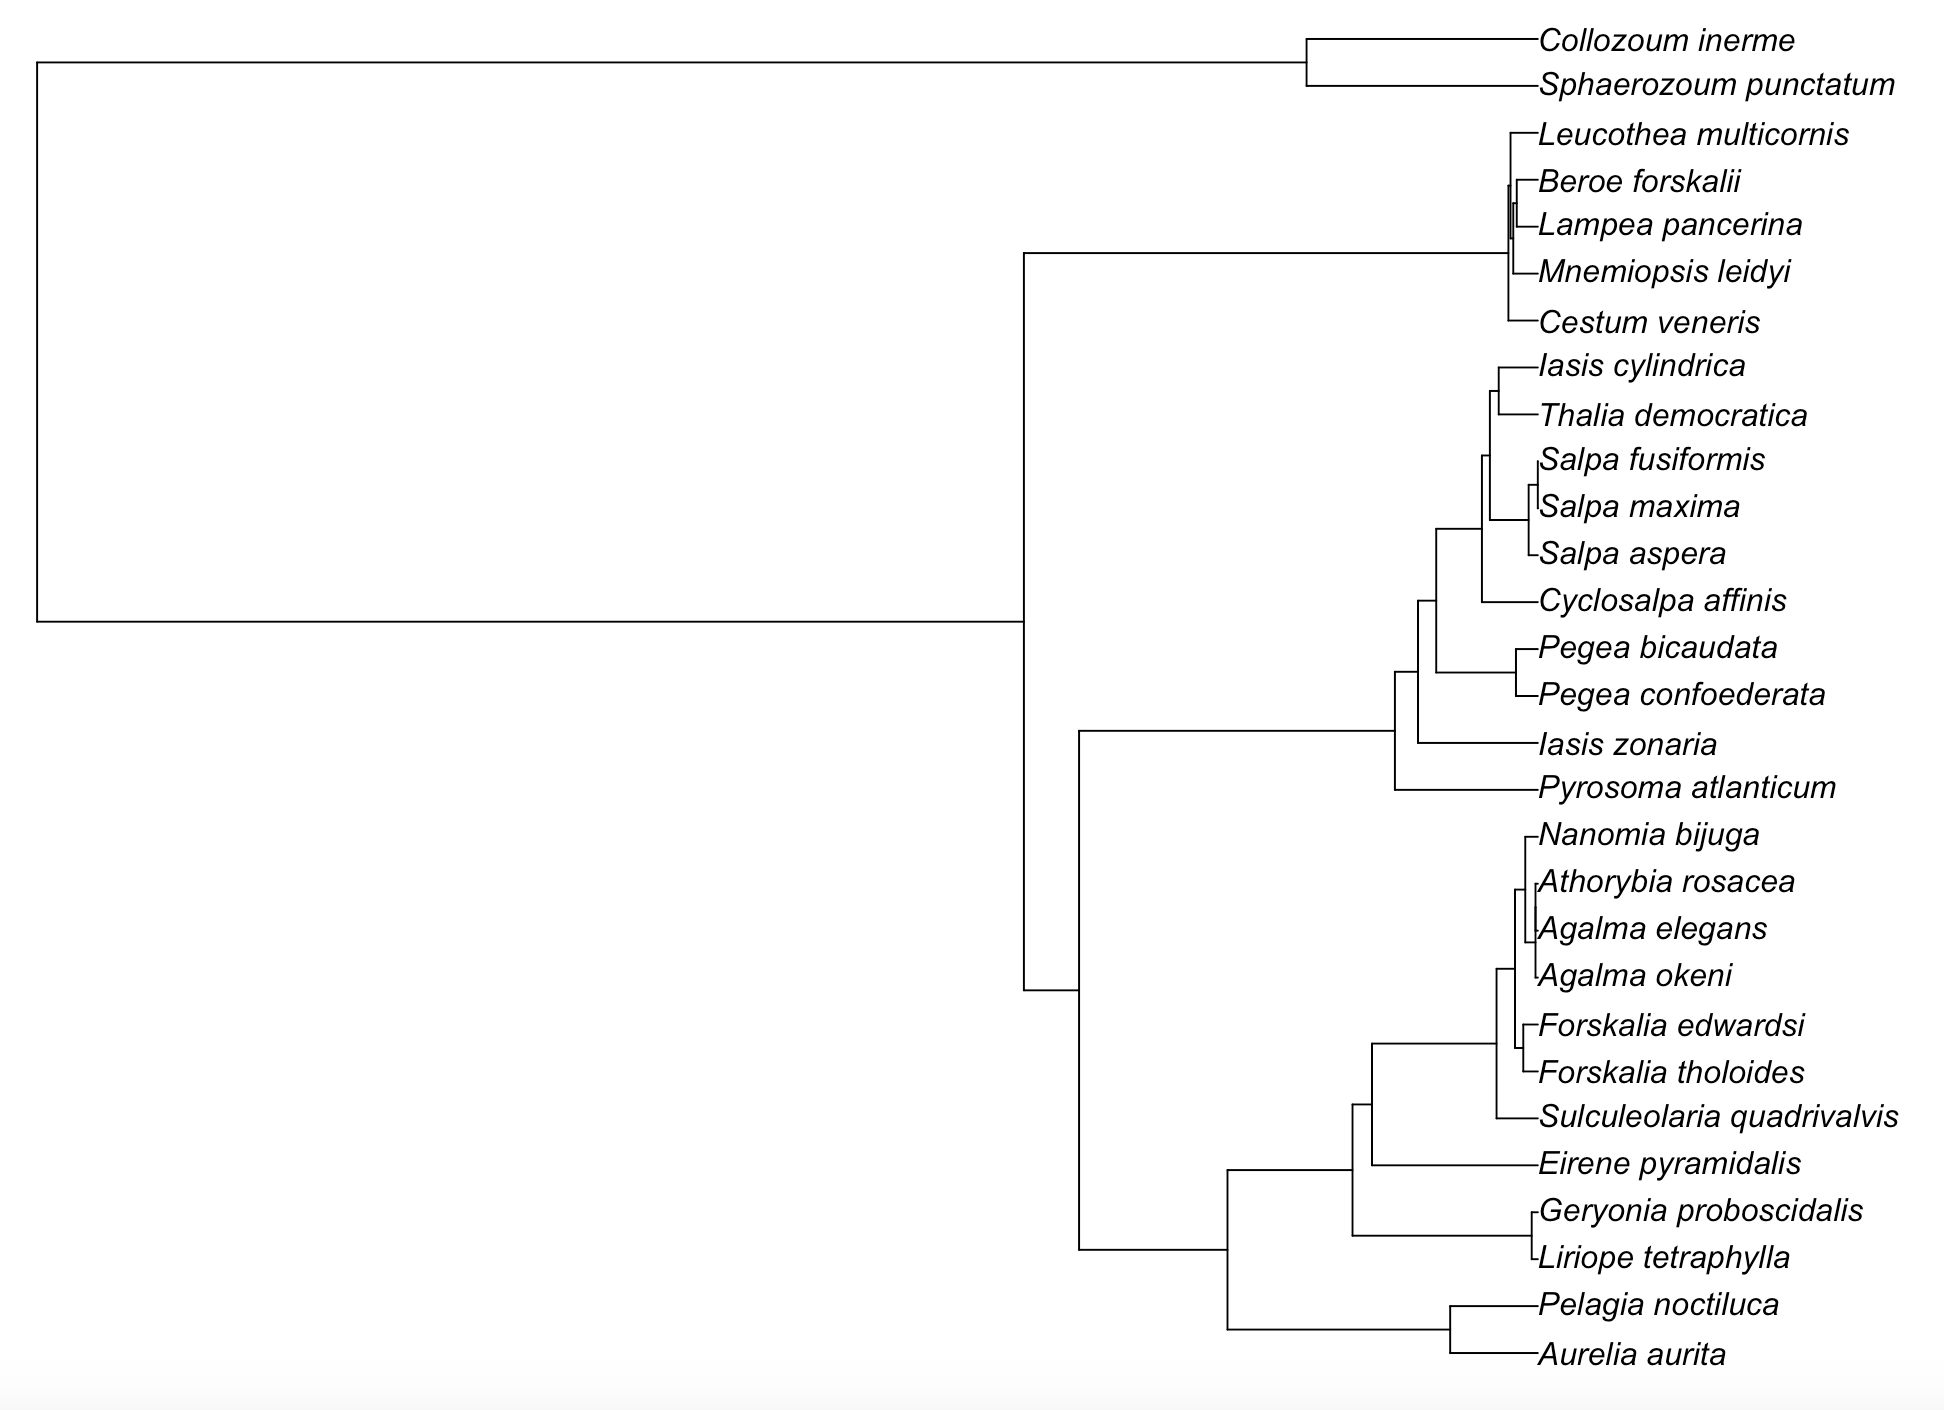 Collozoum inerme
Sphaerozoum punctatum
Leucothea multicornis
Beroe forskalii
Lampea pancerina
Mnemiopsis leidyi
Cestum veneris
Iasis cylindrica
Thalia democratica
Salpa fusiformis
Salpa maxima
Salpa aspera
Cyclosalpa affinis
Pegea bicaudata
Pegea confoederata
Iasis zonaria
Pyrosoma atlanticum
Nanomia bijuga
Athorybia rosacea
Agalma elegans
Agalma okeni
Forskalia edwardsi
Forskalia tholoides
Sulculeolaria quadrivalvis
Eirene pyramidalis
Geryonia proboscidalis
Liriope tetraphylla
Pelagia noctiluca
Aurelia aurita